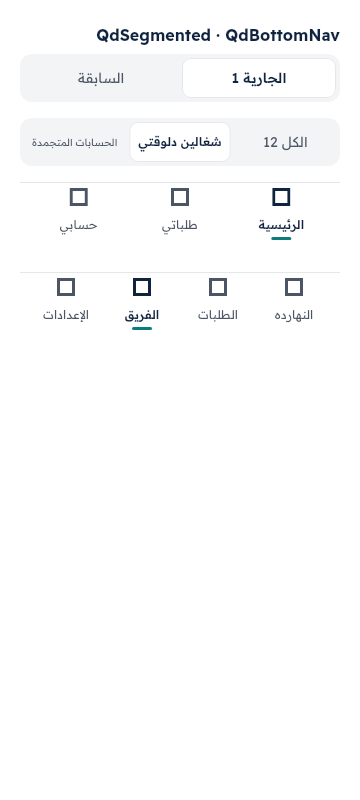 QdSegmented · QdBottomNav
الجارية 1 السابقة
الكل 12 شغالين دلوقتي الحسابات المتجمدة
الرئيسية طلباتي حسابي
النهارده الطلبات الفريق الإعدادات